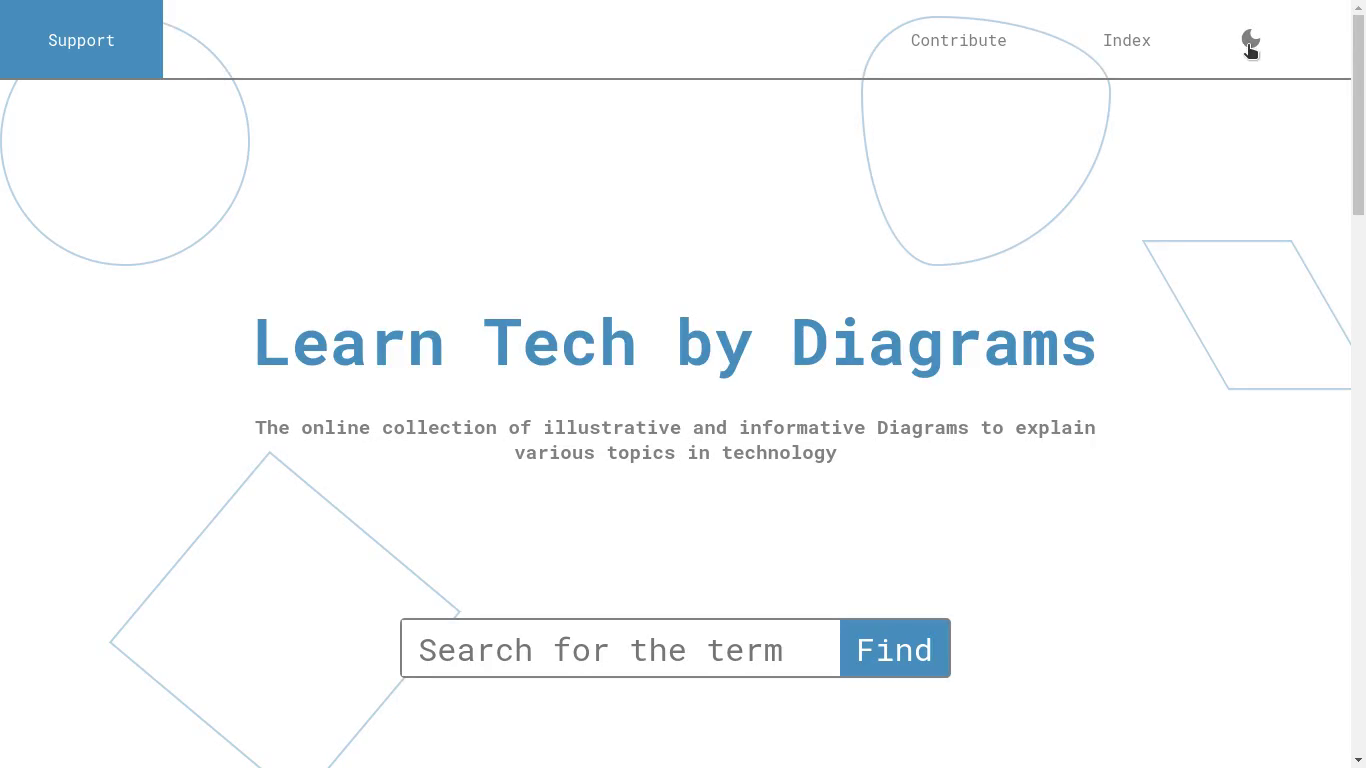 Support
Contribute
Index
Learn Tech by Diagrams
The online collection of illustrative and informative Diagrams to explain
various topics in technology
Search for the term
Find